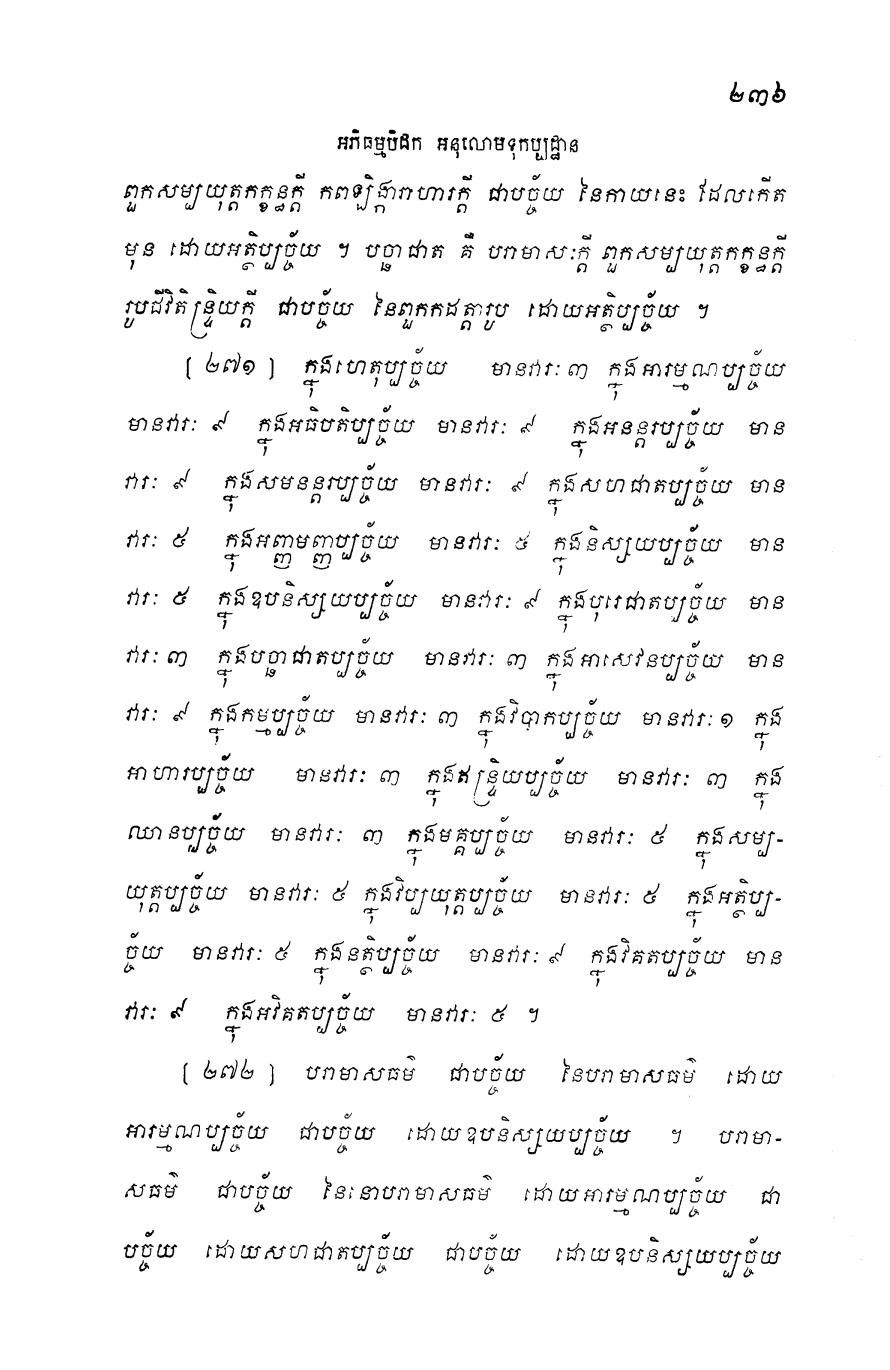 ២៣៦
អភិធម្មបិដក អនុលោមទុកប្បដ្ឋាន
ពួកសម្បយុត្តកក្ខន្ធក្តី កពឡិង្ការាហារក្តី ជាបច្ច័យ នៃកាយនេះ ដែលកើត
មុន ដោយអត្ថិប្បច្ច័យ ។ បច្ឆាជាត គឺ បរាមាសៈក្តី ពួកសម្បយុត្តកក្ខន្ធក្តី
រូបជីវិតិន្ទ្រិយក្តី ជាបច្ច័យ នៃពួកកដត្តារូប ដោយអត្ថិប្បច្ច័យ ។
[ ២៧១ ] ក្នុងហេតុប្បច្ច័យ មានវារៈ ៣ ក្នុងអារម្មណប្បច្ច័យ
មានវារៈ ៩ ក្នុងអធិបតិប្បច្ច័យ មានវារៈ ៩ ក្នុងអនន្តរប្បច្ច័យ មាន
វារៈ ៩ ក្នុងសមនន្តរប្បច្ច័យ មានវារៈ ៩ ក្នុងសហជាតប្បច្ច័យ មាន
វារៈ ៥ ក្នុងអញ្ញមញ្ញប្បច្ច័យ មានវារៈ ៥ ក្នុងនិស្សយប្បច្ច័យ មាន
វារៈ ៥ ក្នុងឧបនិស្សយប្បច្ច័យ មានវារៈ ៩ ក្នុងបុរេជាតប្បច្ច័យ មាន
វារៈ ៣ ក្នុងបច្ឆាជាតប្បច្ច័យ មានវារៈ ៣ ក្នុងអាសេវនប្បច្ច័យ មាន
វារៈ ៩ ក្នុងកម្មប្បច្ច័យ មានវារៈ ៣ ក្នុងវិបាកប្បច្ច័យ មានវារៈ ១ ក្នុង
អាហារប្បច្ច័យ មានវារៈ ៣ ក្នុងឥន្ទ្រិយប្បច្ច័យ មានវារៈ ៣ ក្នុង
ឈានប្បច្ច័យ មានវារៈ ៣ ក្នុងមគ្គប្បច្ច័យ មានវារៈ ៥ ក្នុងសម្ប-
យុត្តប្បច្ច័យ មានវារៈ ៥ ក្នុងវិប្បយុត្តប្បច្ច័យ មានវារៈ ៥ ក្នុងអត្ថិប្ប-
ច្ច័យ មានវារៈ ៥ ក្នុងនត្ថិប្បច្ច័យ មានវារៈ ៩ ក្នុងវិគតប្បច្ច័យ មាន
វារៈ ៩ ក្នុងអវិគតប្បច្ច័យ មានវារៈ ៥ ។
[ ២៧២ ] បរាមាសធម៌ ជាបច្ច័យ នៃបរាមាសធម៌ ដោយ
អារម្មណប្បច្ច័យ ជាបច្ច័យ ដោយឧបនិស្សយប្បច្ច័យ ។ បរាមា-
សធម៌ ជាបច្ច័យ នៃនោបរាមាសធម៌ ដោយអារម្មណប្បច្ច័យ ជា
បច្ច័យ ដោយសហជាតប្បច្ច័យ ជាបច្ច័យ ដោយឧបនិស្សយប្បច្ច័យ